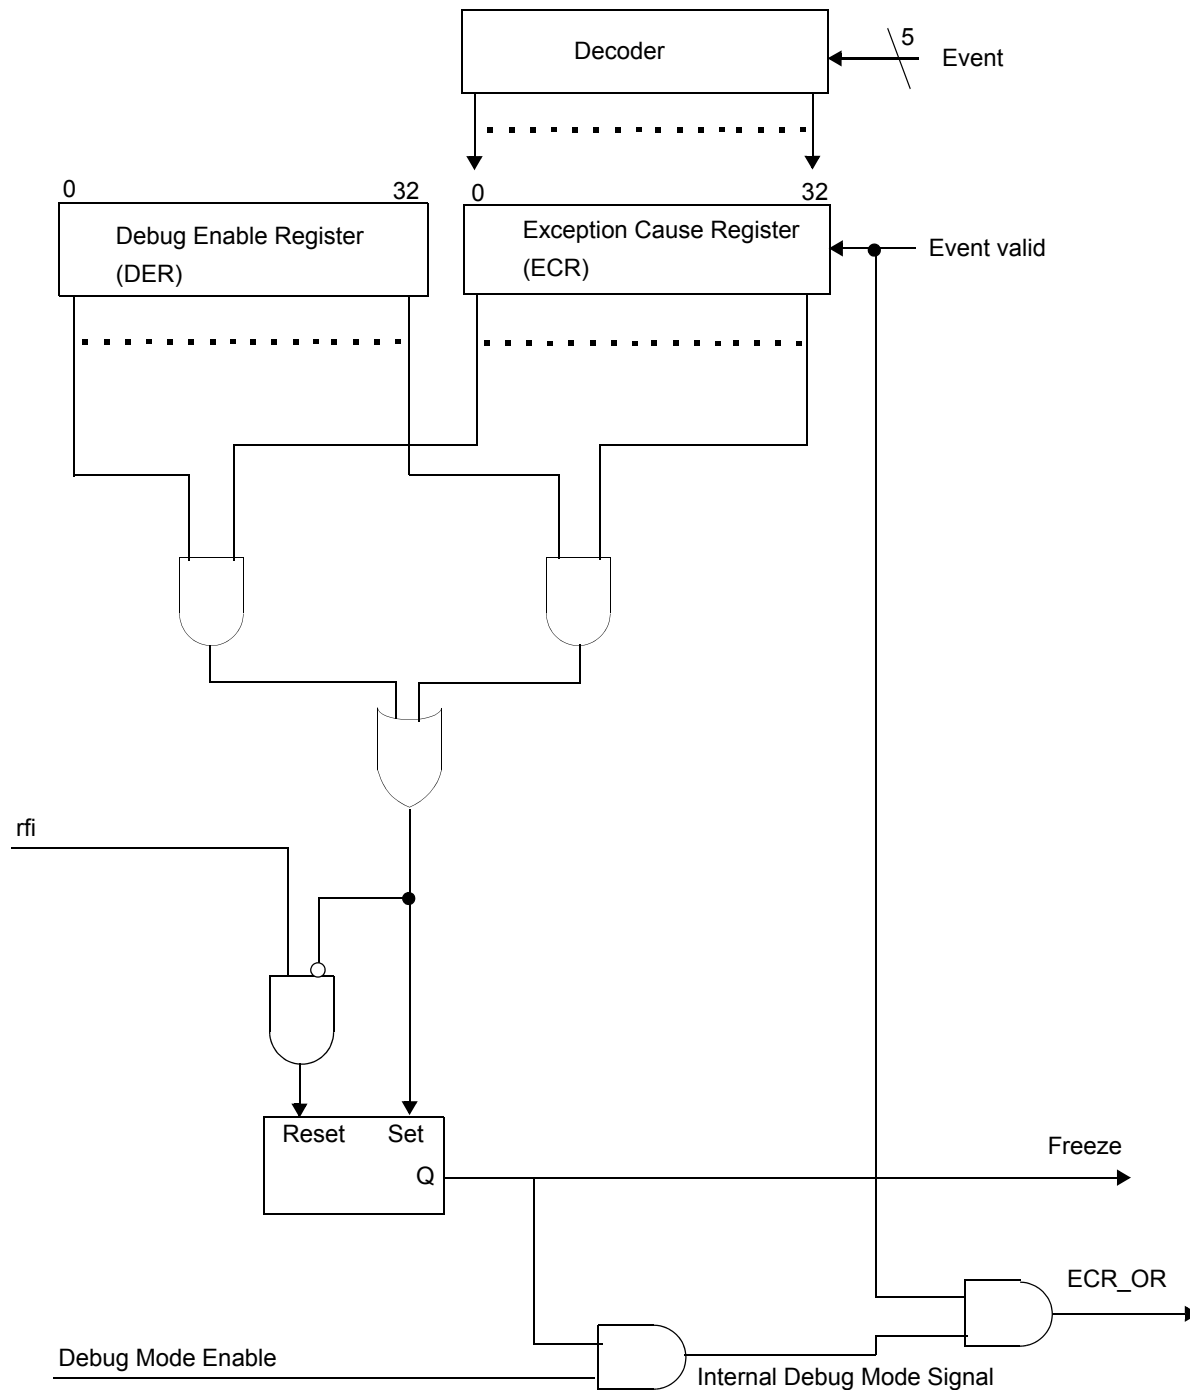 5
Decoder
Event
0
32
0
32
Debug Enable Register
(DER)
Exception Cause Register
(ECR)
Event valid
rfi
Reset
Set
Q
Freeze
ECR_OR
Debug Mode Enable
Internal Debug Mode Signal